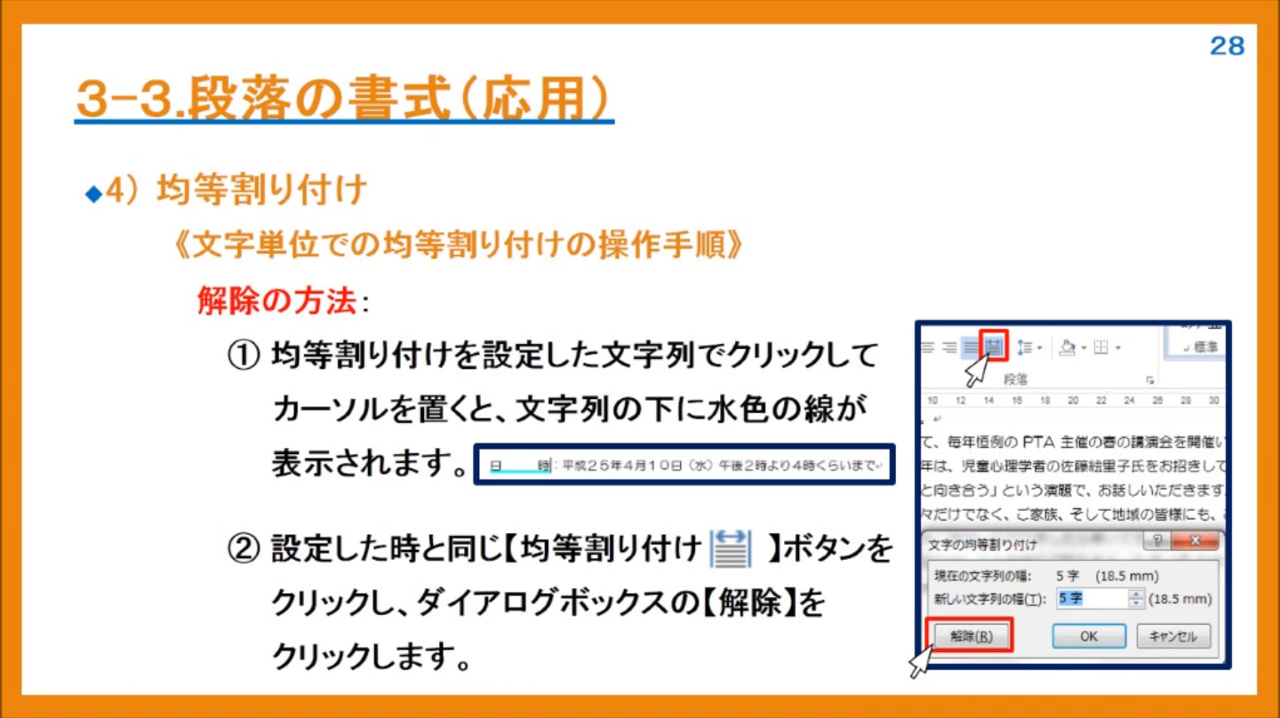 28
3-3.段落の書式(応用)
◆4) 均等割り付け
《文字単位での均等割り付けの操作手順》
解除の方法:
① 均等割り付けを設定した文字列でクリックして
カーソルを置くと、文字列の下に水色の線が
表示されます。
日 時:平成25年4月10日(水)午後2時より4時くらいまで
② 設定した時と同じ【均等割り付け 】ボタンを
クリックし、ダイアログボックスの【解除】を
クリックします。
標準
段落
10 12 14 16 18 20 22 24 26 28 30
て、毎年恒例の PTA 主催の春の講演会を開催い
年は、児童心理学者の佐藤絵里子氏をお招きして
と向き合う」という演題で、お話しいただきます
々だけでなく、ご家族、そして地域の皆様にも、
文字の均等割り付け
現在の文字列の幅: 5 字 (18.5 mm)
新しい文字列の幅(T): 5 字 (18.5 mm)
解除(R) OK キャンセル